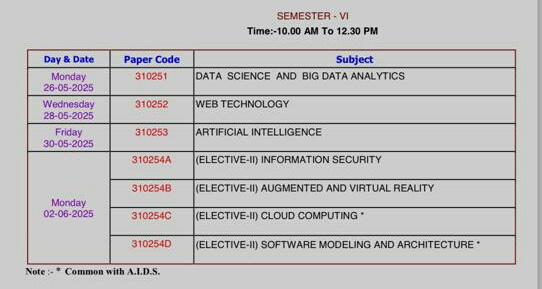 SEMESTER - VI
Time:-10.00 AM To 12.30 PM
Day & Date Paper Code Subject
Monday
26-05-2025 310251 DATA SCIENCE AND BIG DATA ANALYTICS
Wednesday
28-05-2025 310252 WEB TECHNOLOGY
Friday
30-05-2025 310253 ARTIFICIAL INTELLIGENCE
Monday
02-06-2025
310254A (ELECTIVE-II) INFORMATION SECURITY
310254B (ELECTIVE-II) AUGMENTED AND VIRTUAL REALITY
310254C (ELECTIVE-II) CLOUD COMPUTING *
310254D (ELECTIVE-II) SOFTWARE MODELING AND ARCHITECTURE *
Note :- * Common with A.I.D.S.